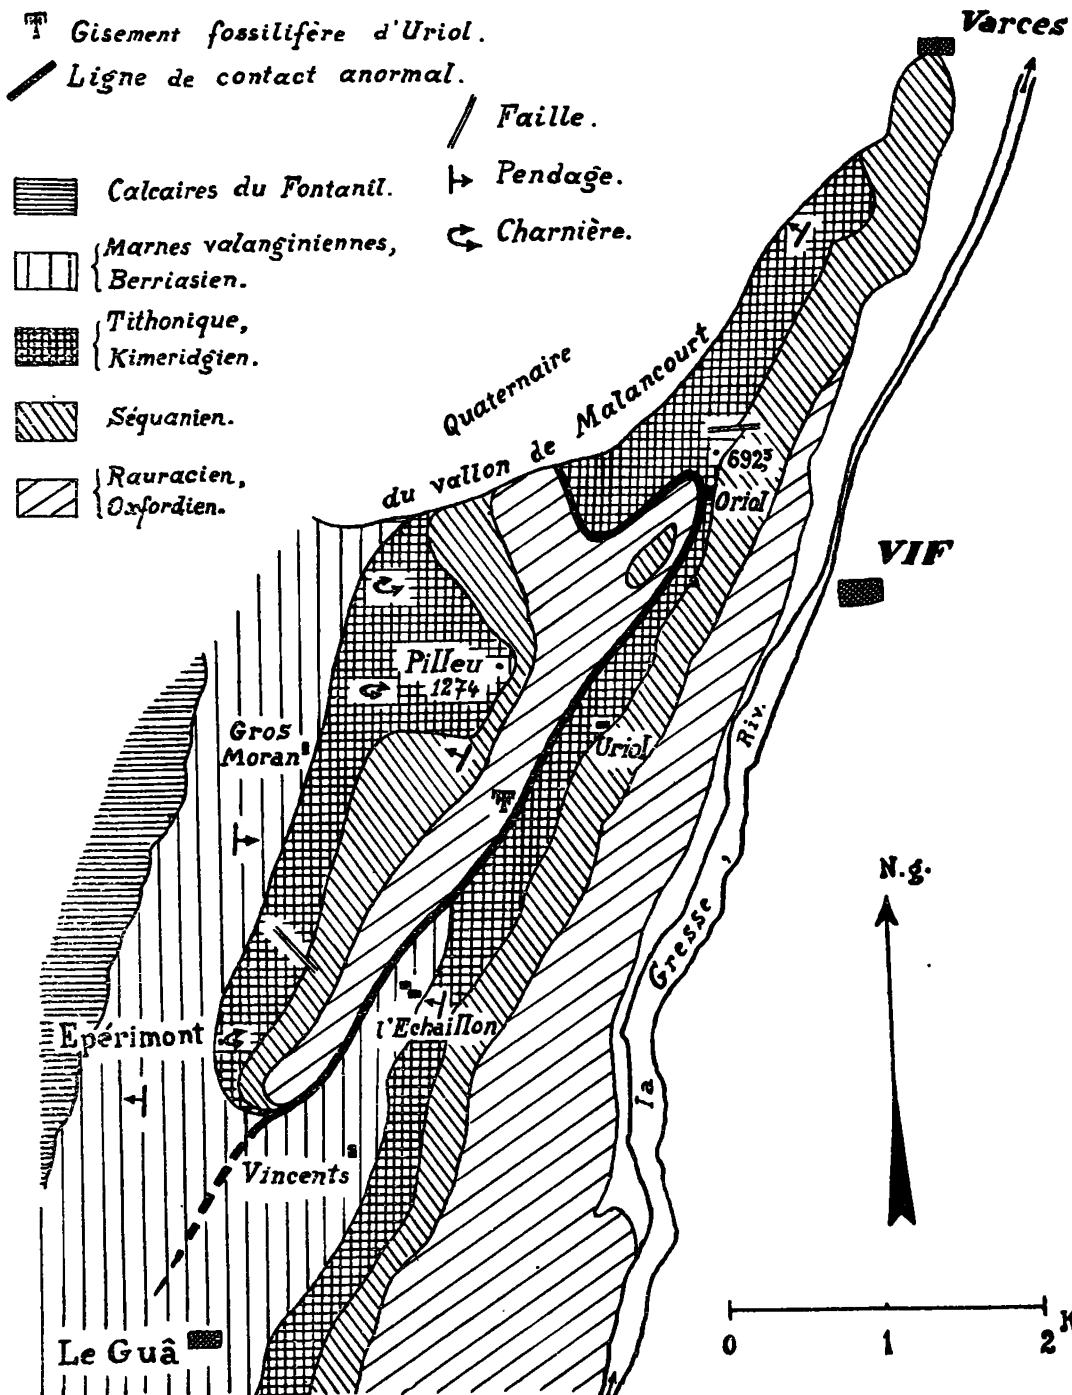 Gisement fossilifère d'Uriol.
Ligne de contact anormal.
Faille.
Pendage.
Charnière.
Calcaires du Fontanil.
Marnes valanginiennes,
Berriasien.
Tithonique,
Kimeridgien.
Séquanien.
Rauracien,
Oxfordien.
Varces
Quaternaire
du vallon de Malancourt
692,5
Oriol
VIF
Pilleu
1274
Gros
Moran
Uriol
la Gresse, Riv.
N.g.
Epérimont
l'Echaillon
Vincents
Le Guâ
0 1 2 K